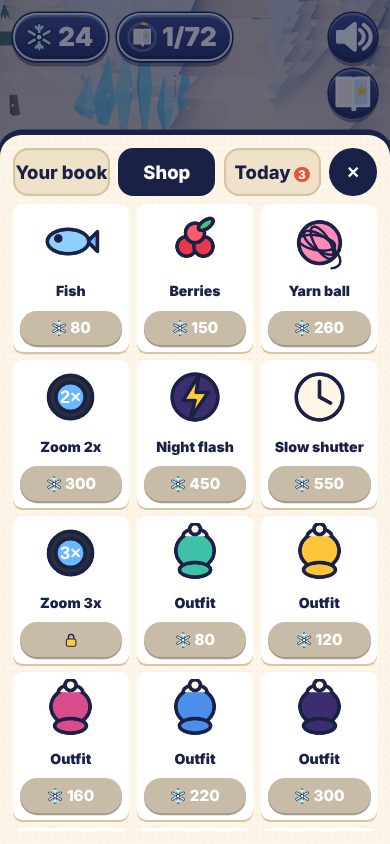 24
1/72
Your book
Shop
Today 3
×
Fish
Berries
Yarn ball
80
150
260
2×
Zoom 2x
Night flash
Slow shutter
300
450
550
3×
Zoom 3x
Outfit
Outfit
80
120
Outfit
Outfit
Outfit
160
220
300